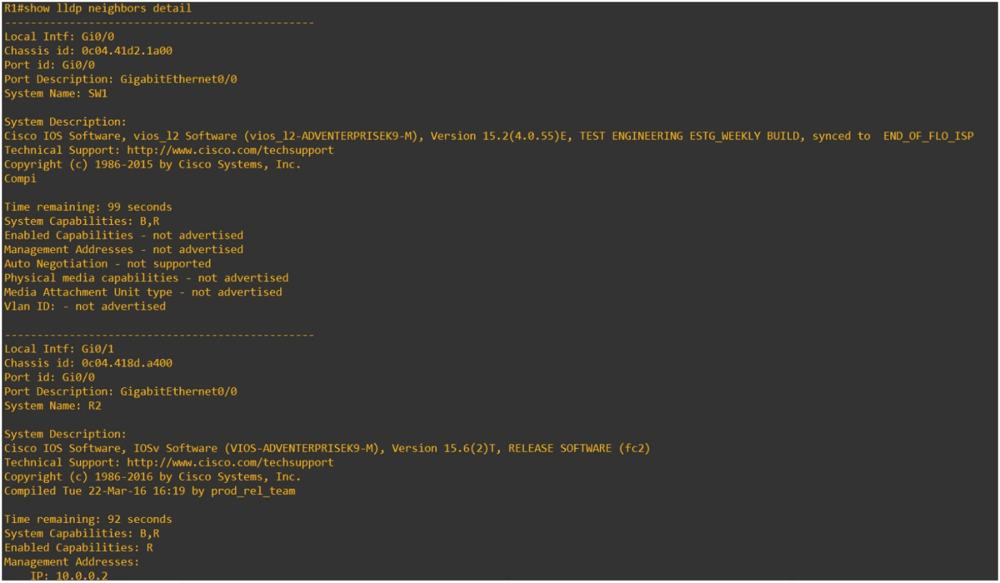 R1#show lldp neighbors detail
------------------------------------------------
Local Intf: Gi0/0
Chassis id: 0c04.41d2.1a00
Port id: Gi0/0
Port Description: GigabitEthernet0/0
System Name: SW1

System Description:
Cisco IOS Software, vios_l2 Software (vios_l2-ADVENTERPRISEK9-M), Version 15.2(4.0.55)E, TEST ENGINEERING ESTG_WEEKLY BUILD, synced to  END_OF_FLO_ISP
Technical Support: http://www.cisco.com/techsupport
Copyright (c) 1986-2015 by Cisco Systems, Inc.
Compi

Time remaining: 99 seconds
System Capabilities: B,R
Enabled Capabilities - not advertised
Management Addresses - not advertised
Auto Negotiation - not supported
Physical media capabilities - not advertised
Media Attachment Unit type - not advertised
Vlan ID: - not advertised

------------------------------------------------
Local Intf: Gi0/1
Chassis id: 0c04.418d.a400
Port id: Gi0/0
Port Description: GigabitEthernet0/0
System Name: R2

System Description:
Cisco IOS Software, IOSv Software (VIOS-ADVENTERPRISEK9-M), Version 15.6(2)T, RELEASE SOFTWARE (fc2)
Technical Support: http://www.cisco.com/techsupport
Copyright (c) 1986-2016 by Cisco Systems, Inc.
Compiled Tue 22-Mar-16 16:19 by prod_rel_team

Time remaining: 92 seconds
System Capabilities: B,R
Enabled Capabilities: R
Management Addresses:
    IP: 10.0.0.2